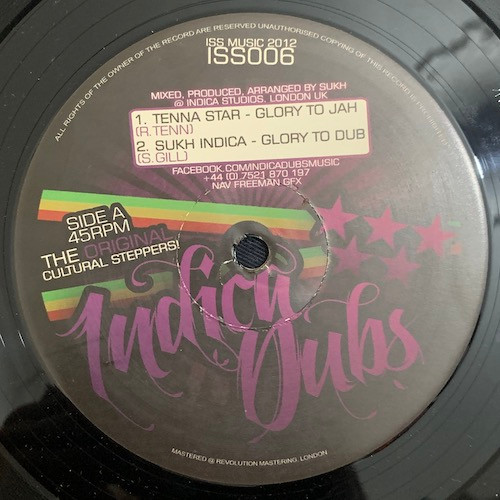 ALL RIGHTS OF THE OWNER OF THE RECORD ARE RESERVED UNAUTHORISED COPYING OF THIS RECORDING
ISS MUSIC 2012
ISS006
MIXED, PRODUCED, ARRANGED BY SUKH
@ INDICA STUDIOS, LONDON UK
1. TENNA STAR - GLORY TO JAH
(R.TENN)
2. SUKH INDICA - GLORY TO DUB
(S.GILL)
FACEBOOK.COM/INDICADUBSMUSIC
+44 (0) 7521 870 197
NAV FREEMAN GFX
SIDE A
45RPM
THE ORIGINAL
CULTURAL STEPPERS!
Indica
Dubs
MASTERED @ REVOLUTION MASTERING, LONDON